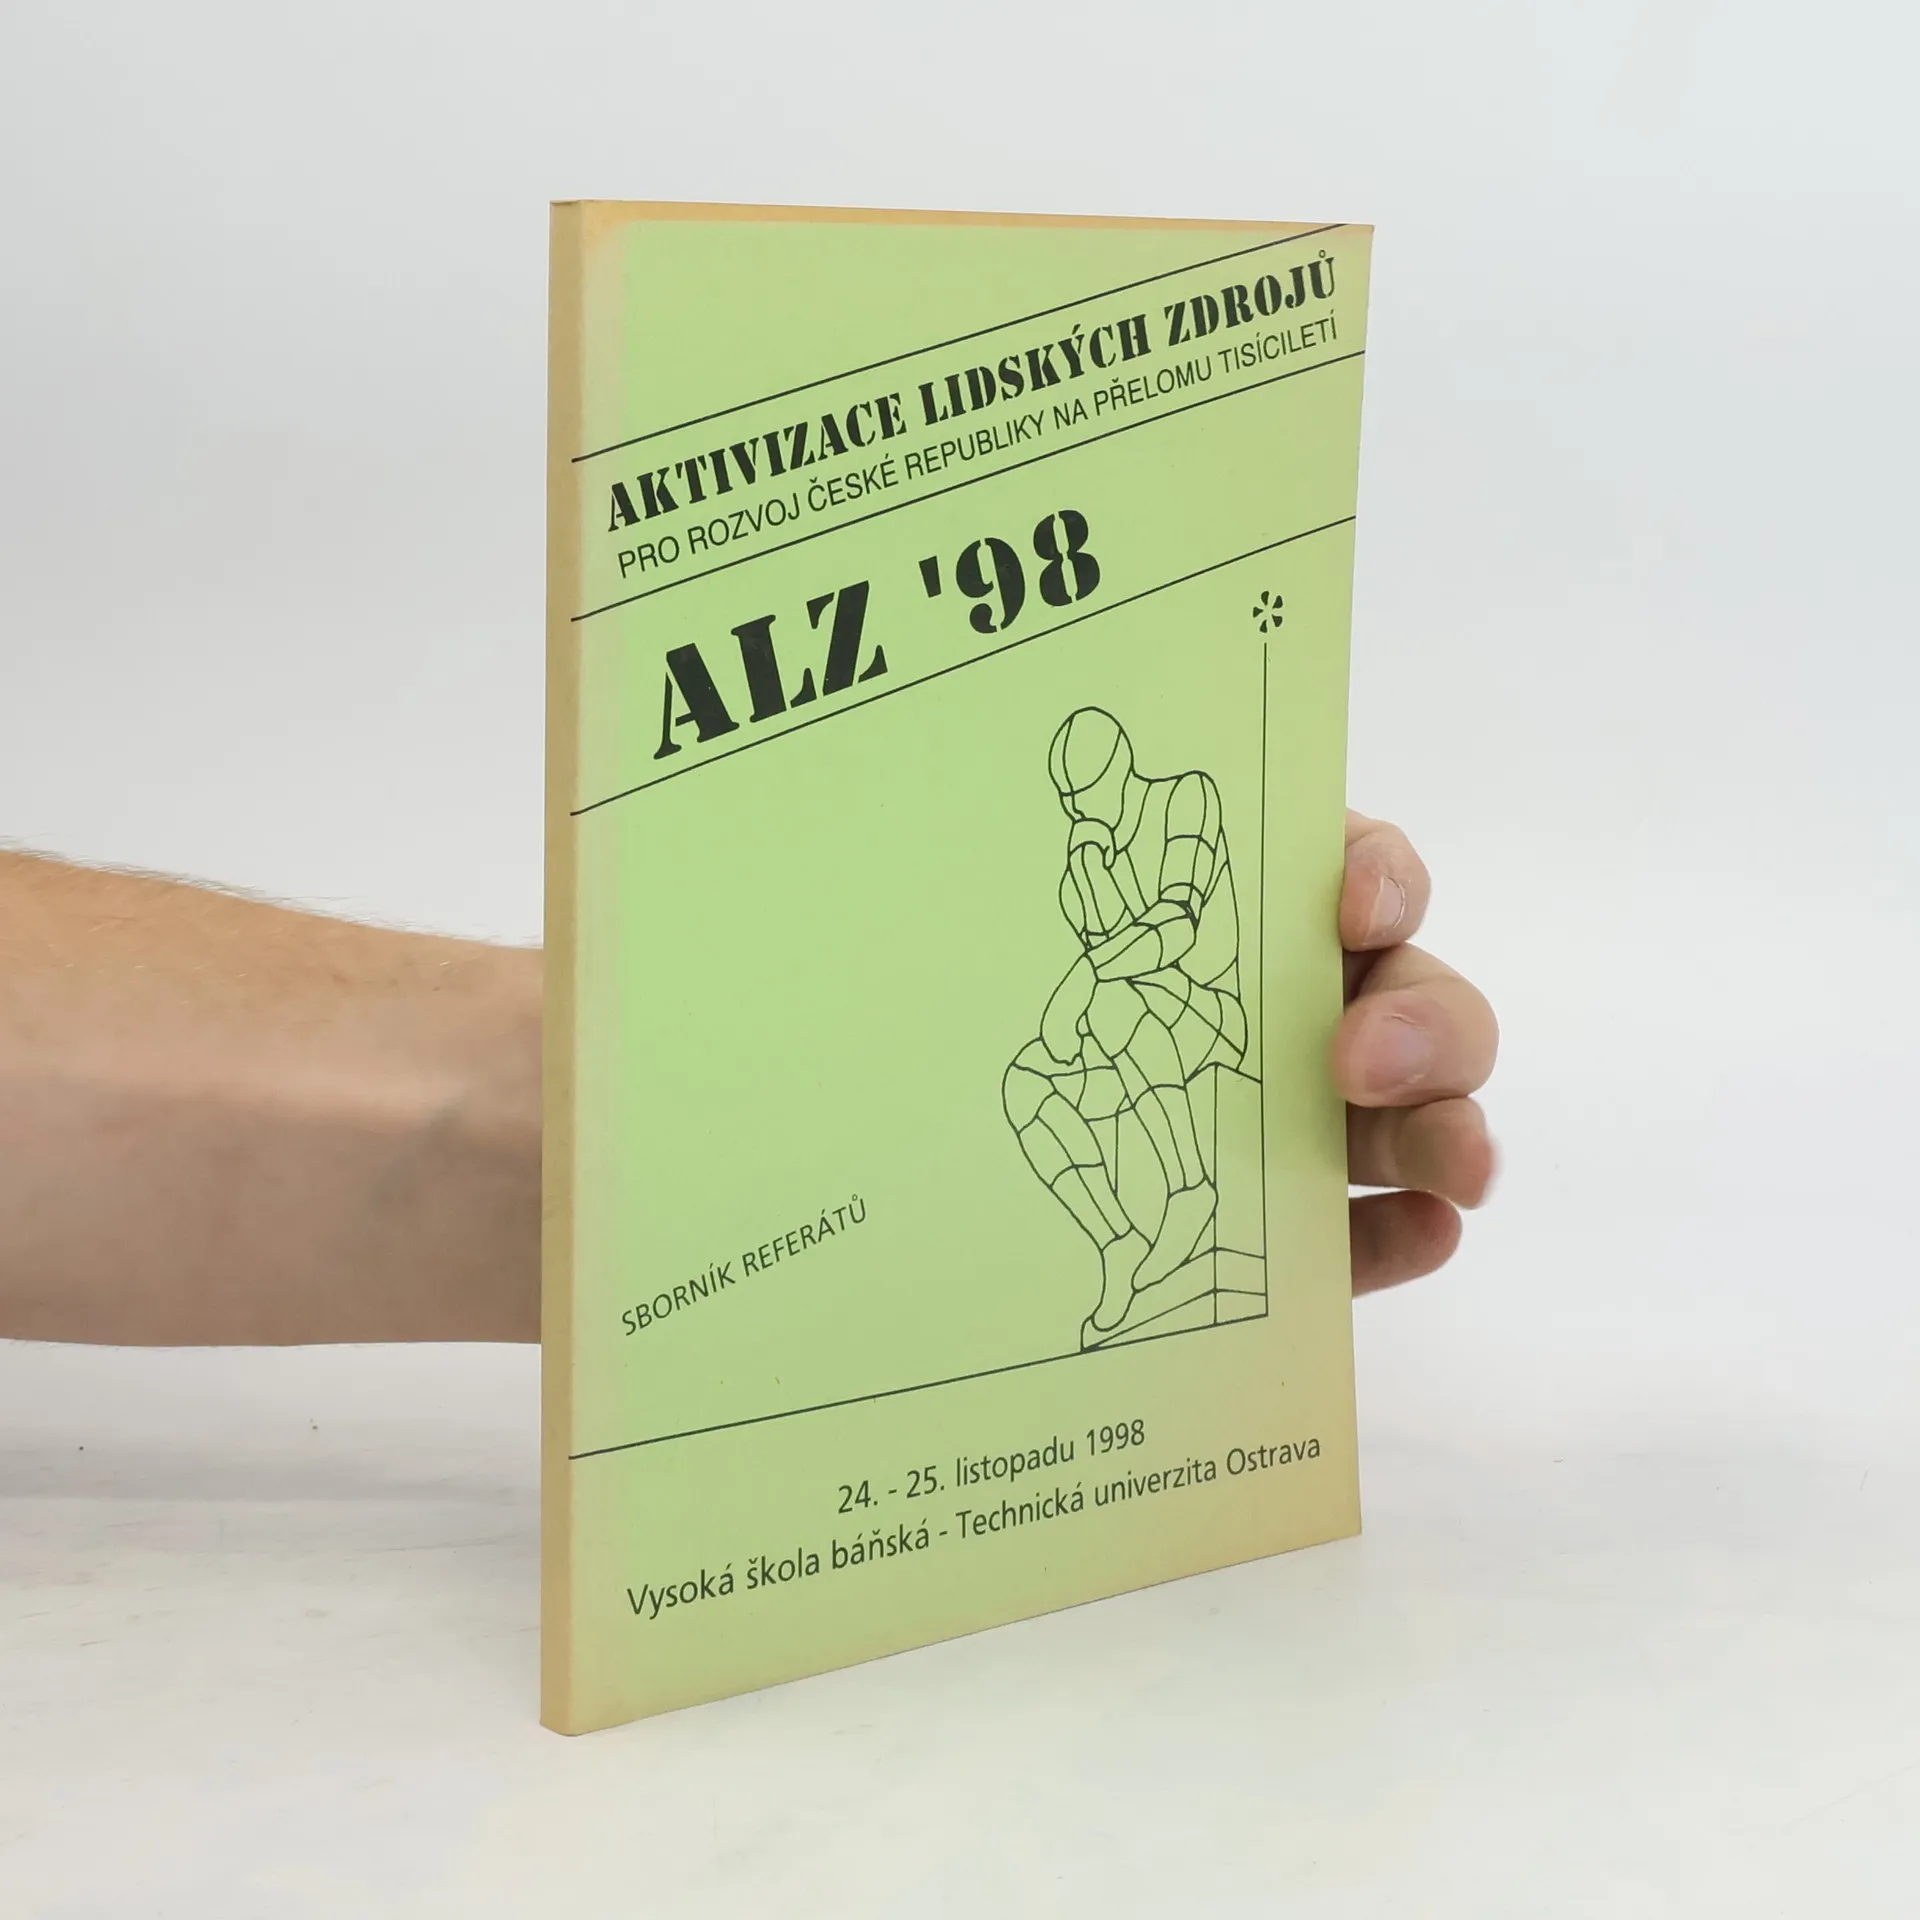 AKTIVIZACE LIDSKÝCH ZDROJŮ
PRO ROZVOJ ČESKÉ REPUBLIKY NA PŘELOMU TISÍCILETÍ
ALZ '98
SBORNÍK REFERÁTŮ
24. - 25. listopadu 1998
Vysoká škola báňská - Technická univerzita Ostrava